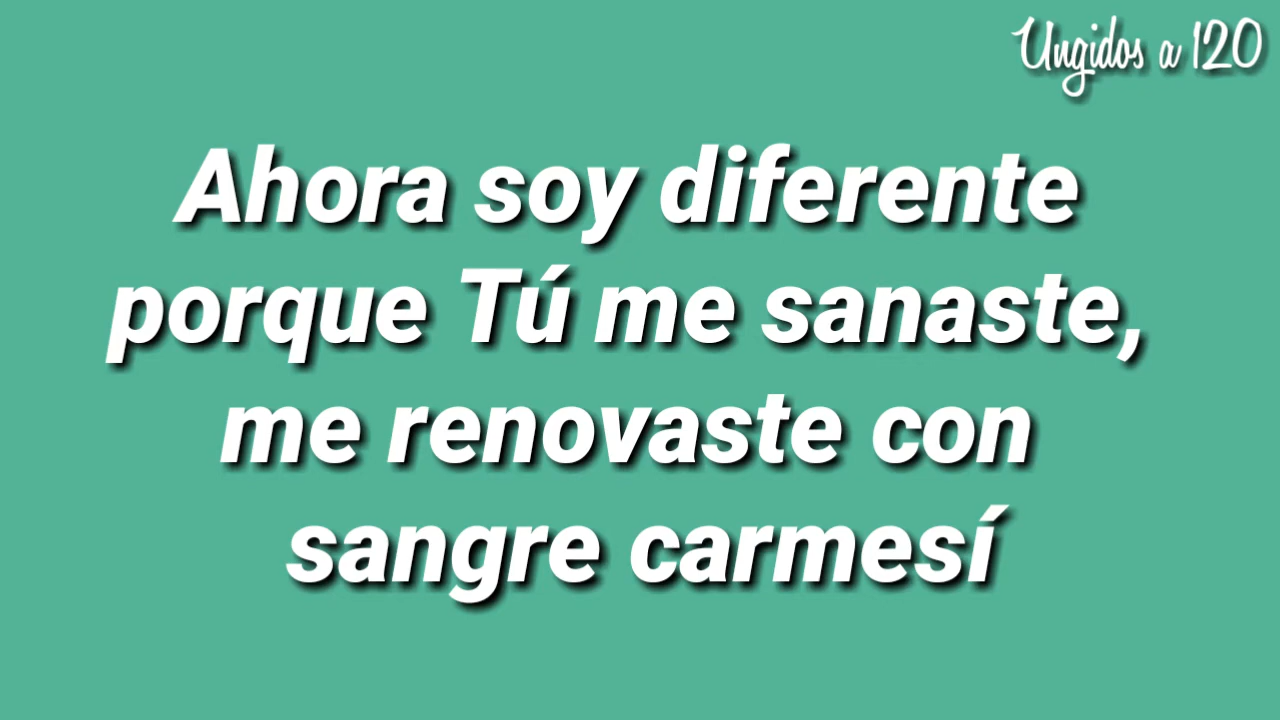 Ungidos a 120
Ahora soy diferente
porque Tú me sanaste,
me renovaste con
sangre carmesí